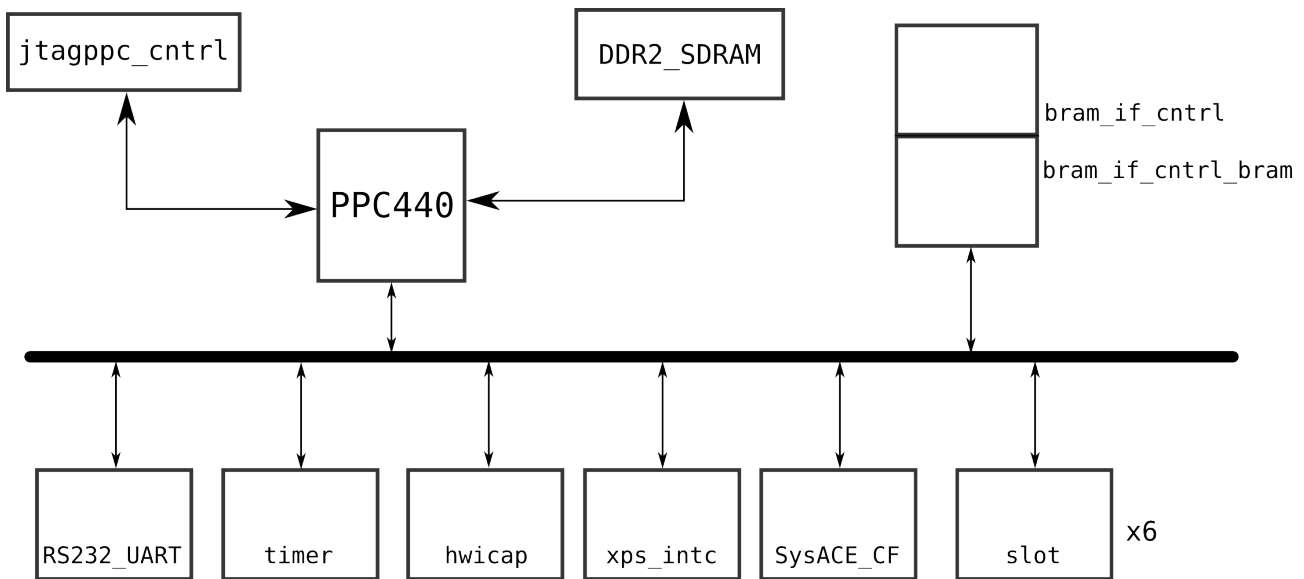 jtagppc_cntrl
DDR2_SDRAM
bram_if_cntrl
bram_if_cntrl_bram
PPC440
RS232_UART
timer
hwicap
xps_intc
SysACE_CF
slot
x6